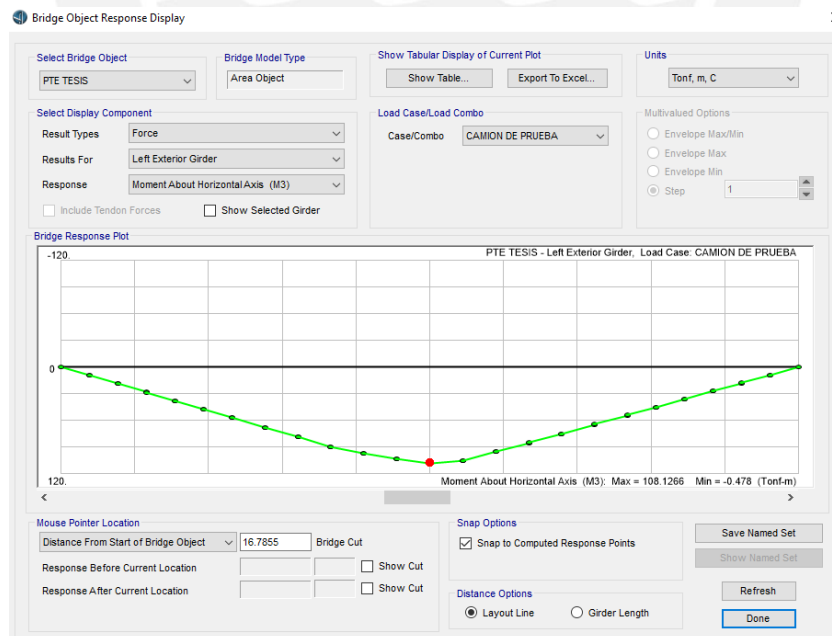 Bridge Object Response Display
Select Bridge Object
PTE TESIS
Bridge Model Type
Area Object
Show Tabular Display of Current Plot
Show Table...
Export To Excel...
Units
Tonf, m, C
Select Display Component
Result Types
Force
Results For
Left Exterior Girder
Response
Moment About Horizontal Axis (M3)
Include Tendon Forces
Show Selected Girder
Load Case/Load Combo
Case/Combo
CAMION DE PRUEBA
Multivalued Options
Envelope Max/Min
Envelope Max
Envelope Min
Step
1
Bridge Response Plot
-120.
PTE TESIS - Left Exterior Girder, Load Case: CAMION DE PRUEBA
0
120.
Moment About Horizontal Axis (M3): Max = 108.1266 Min = -0.478 (Tonf-m)
Mouse Pointer Location
Distance From Start of Bridge Object
16.7855
Bridge Cut
Response Before Current Location
Show Cut
Response After Current Location
Show Cut
Snap Options
Snap to Computed Response Points
Distance Options
Layout Line
Girder Length
Save Named Set
Show Named Set
Refresh
Done